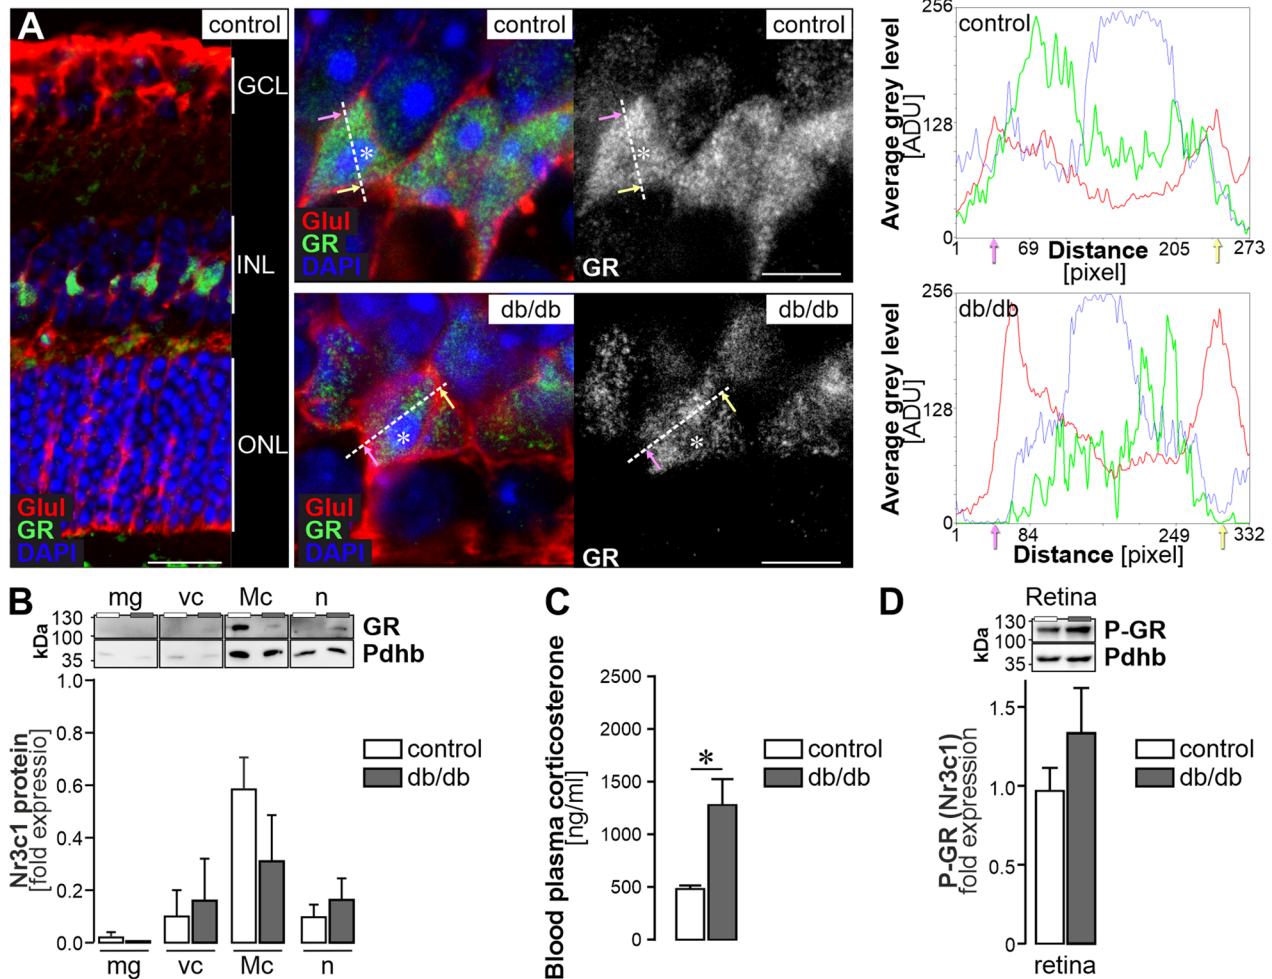 A
control
GCL
INL
ONL
Glul
GR
DAPI
control
Glul
GR
DAPI
control
GR
db/db
Glul
GR
DAPI
db/db
GR
256
control
128
0
1
69
Distance
205
273
[pixel]
Average grey level
[ADU]
256
db/db
128
0
1
84
249
332
Distance [pixel]
Average grey level
[ADU]
B
mg
vc
Mc
n
kDa
130
100
35
GR
Pdhb
1.0
0.8
0.6
0.4
0.2
0.0
Nr3c1 protein
[fold expressio]
mg
vc
Mc
n
control
db/db
C
Blood plasma corticosterone
[ng/ml]
2500
2000
1500
1000
500
0
*
control
db/db
D
Retina
kDa
130
100
35
P-GR
Pdhb
1.5
1.0
0.5
0
P-GR (Nr3c1)
fold expression
retina
control
db/db